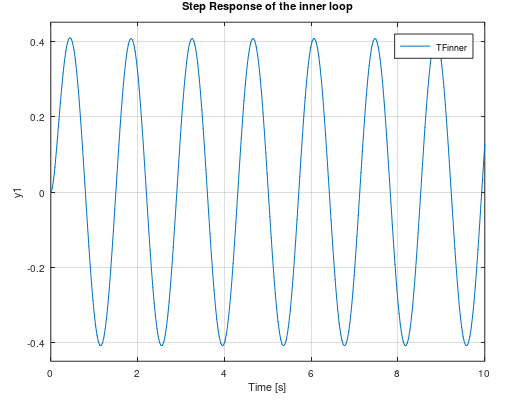 Step Response of the inner loop
TFinner
0.4
0.2
0
-0.2
-0.4
y1
0 2 4 6 8 10
Time [s]